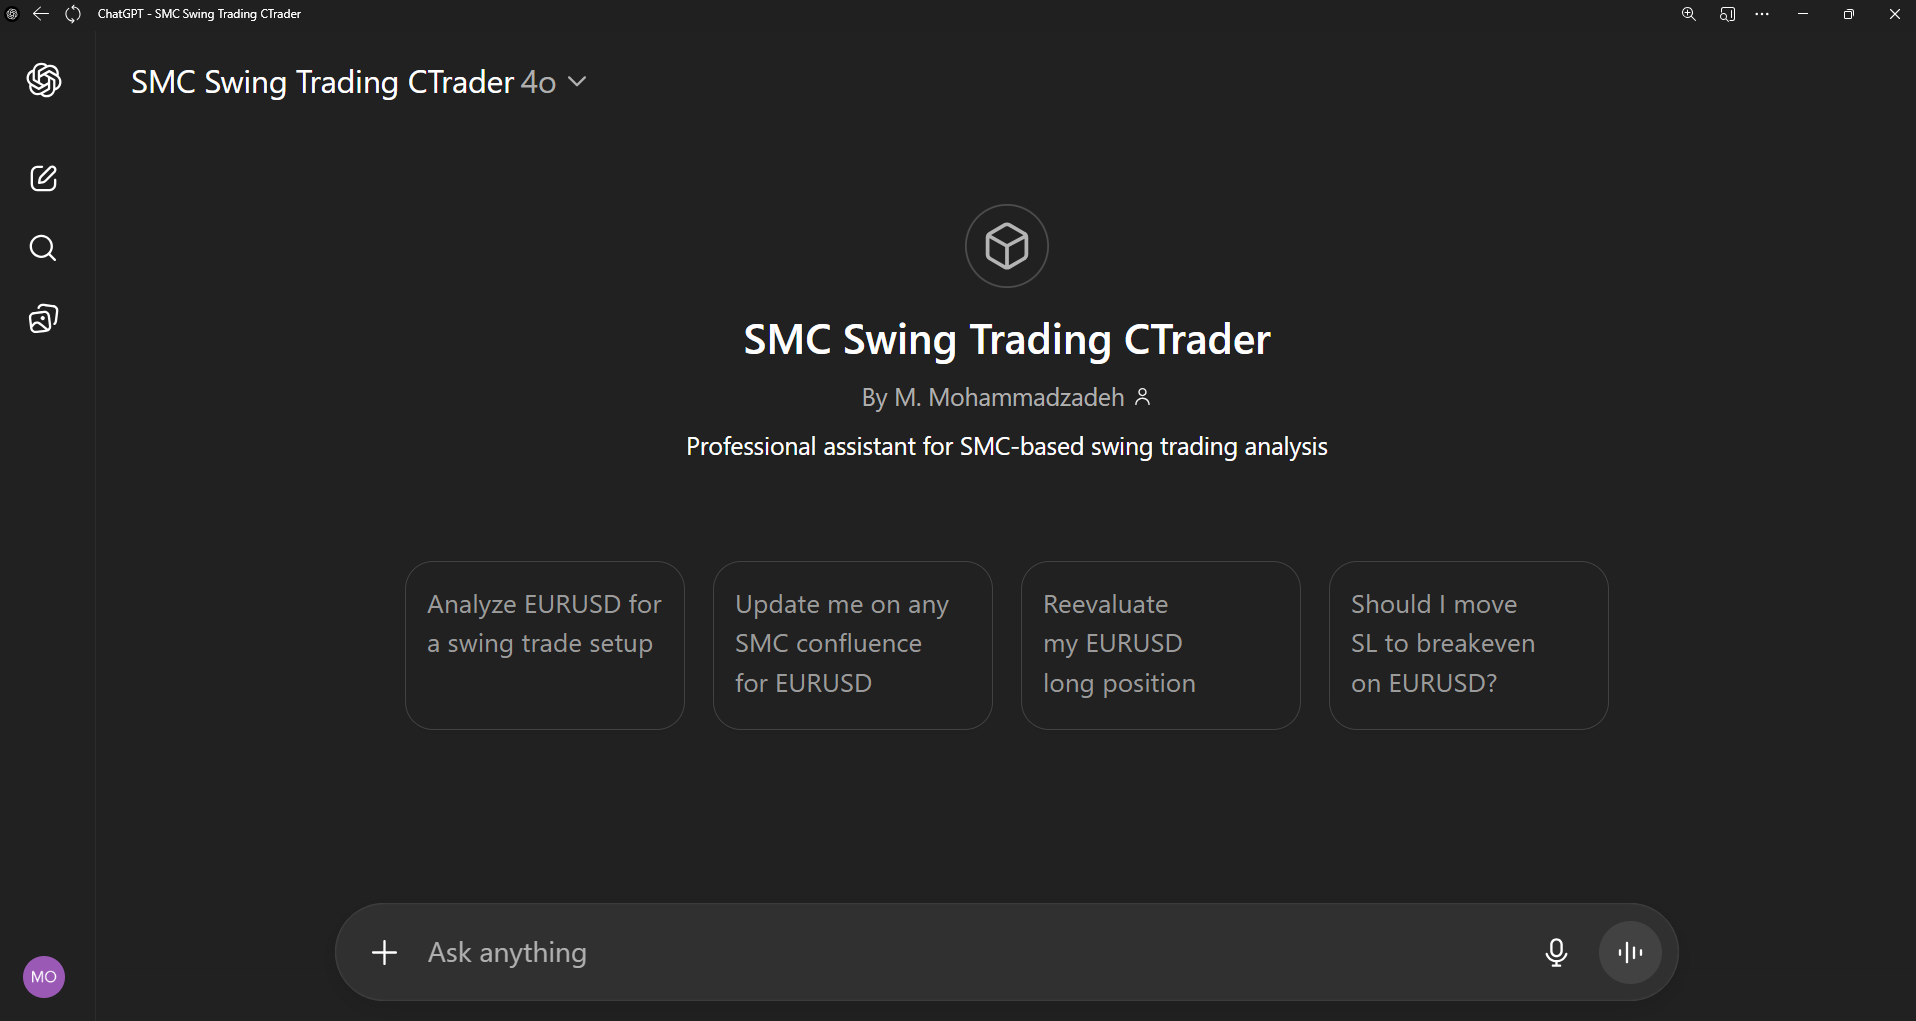 ChatGPT - SMC Swing Trading CTrader
SMC Swing Trading CTrader 4o
SMC Swing Trading CTrader
By M. Mohammadzadeh
Professional assistant for SMC-based swing trading analysis
Analyze EURUSD for
a swing trade setup
Update me on any
SMC confluence
for EURUSD
Reevaluate
my EURUSD
long position
Should I move
SL to breakeven
on EURUSD?
Ask anything
MO